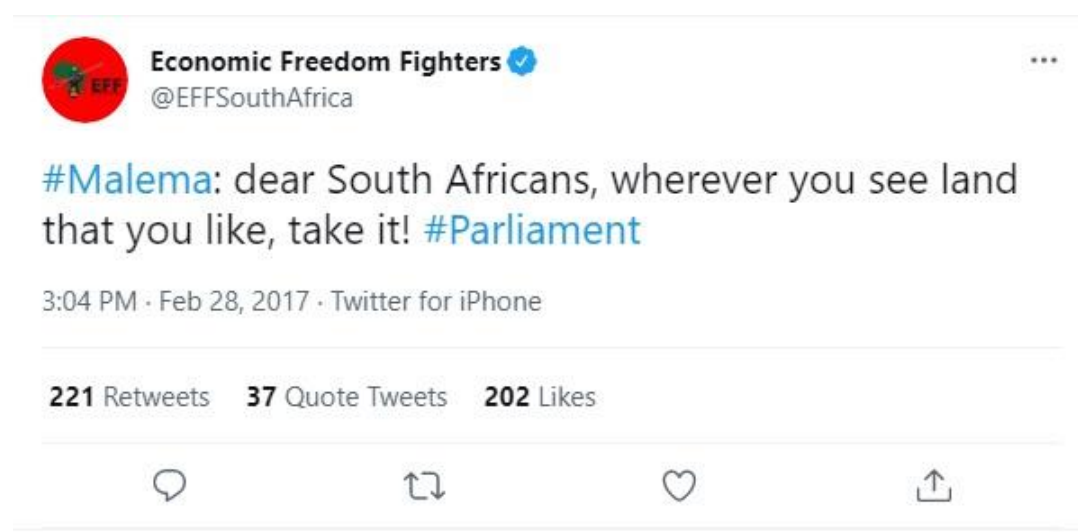 Economic Freedom Fighters
EFF
@EFFSouthAfrica
#Malema: dear South Africans, wherever you see land
that you like, take it! #Parliament
3:04 PM · Feb 28, 2017 · Twitter for iPhone
221 Retweets 37 Quote Tweets 202 Likes